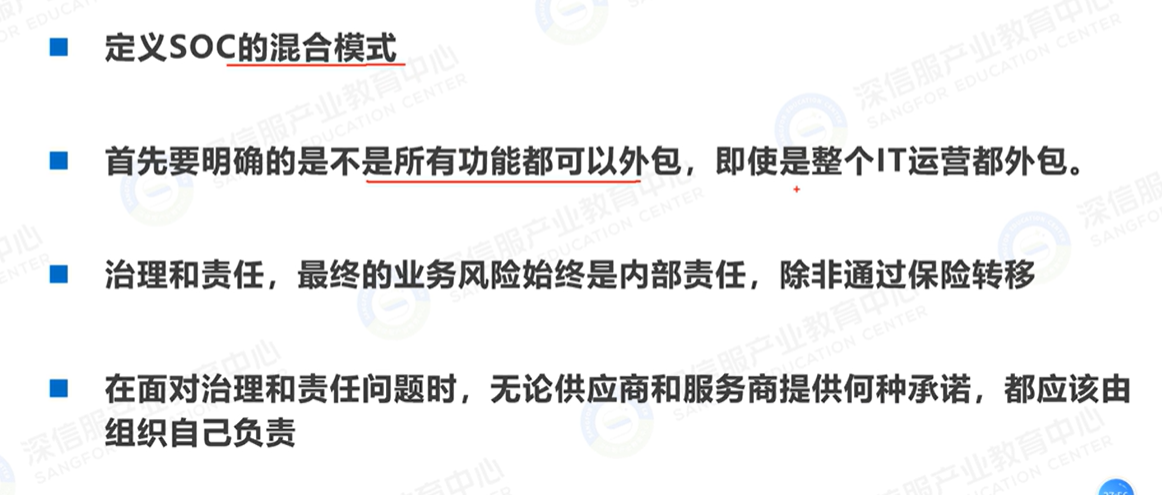 定义SOC的混合模式
首先要明确的是不是所有功能都可以外包，即使是整个IT运营都外包。
治理和责任，最终的业务风险始终是内部责任，除非通过保险转移
在面对治理和责任问题时，无论供应商和服务商提供何种承诺，都应该由
组织自己负责
深信服产业教育中心
SANGFOR EDUCATION CENTER